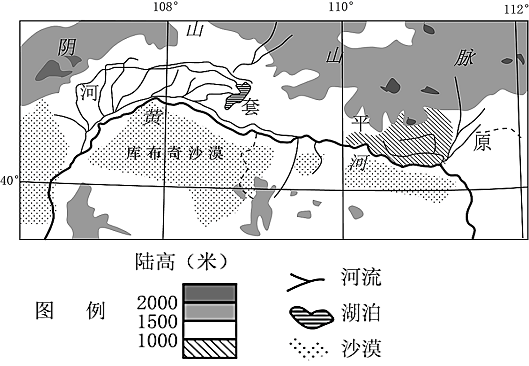 108°
110°
112°
阴
山
山
脉
河
套
平
原
黄
河
库布奇沙漠
40°
陆高（米）
图 例
2000
1500
1000
河流
湖泊
沙漠